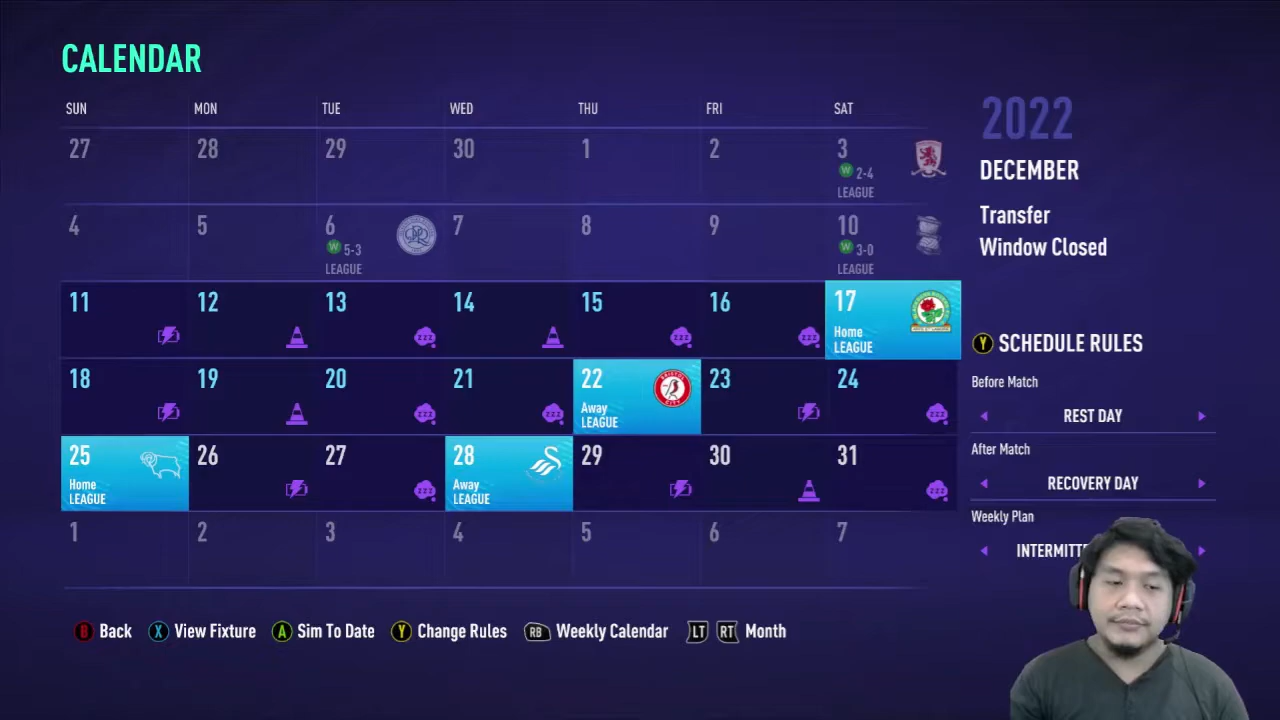 CALENDAR
SUN MON TUE WED THU FRI SAT
27 28 29 30 1 2 3
W 2-4
LEAGUE
4 5 6 7 8 9 10
W 5-3 W 3-0
LEAGUE LEAGUE
11 12 13 14 15 16 17
Home
LEAGUE
18 19 20 21 22 23 24
Away
LEAGUE
25 26 27 28 29 30 31
Home Away
LEAGUE LEAGUE
1 2 3 4 5 6 7
2022
DECEMBER
Transfer
Window Closed
Y SCHEDULE RULES
Before Match
REST DAY
After Match
RECOVERY DAY
Weekly Plan
B Back X View Fixture A Sim To Date Y Change Rules RB Weekly Calendar LT RT Month